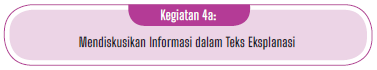 Kegiatan 4a:
Mendiskusikan Informasi dalam Teks Eksplanasi